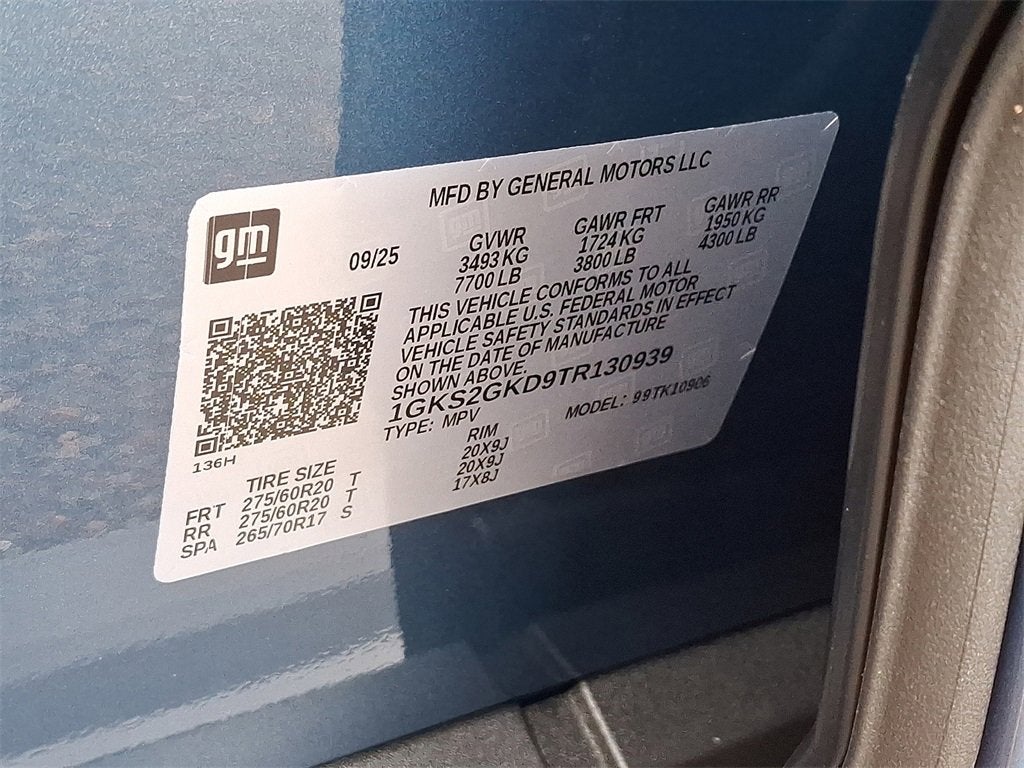 MFD BY GENERAL MOTORS LLC
gm
09/25
GVWR GAWR FRT GAWR RR
3493 KG 1724 KG 1950 KG
7700 LB 3800 LB 4300 LB
THIS VEHICLE CONFORMS TO ALL
APPLICABLE U.S. FEDERAL MOTOR
VEHICLE SAFETY STANDARDS IN EFFECT
ON THE DATE OF MANUFACTURE
SHOWN ABOVE.
1GKS2GKD9TR130939
TYPE: MPV MODEL: 99TK10906
136H
TIRE SIZE RIM
FRT 275/60R20 T 20X9J
RR 275/60R20 T 20X9J
SPA 265/70R17 S 17X8J